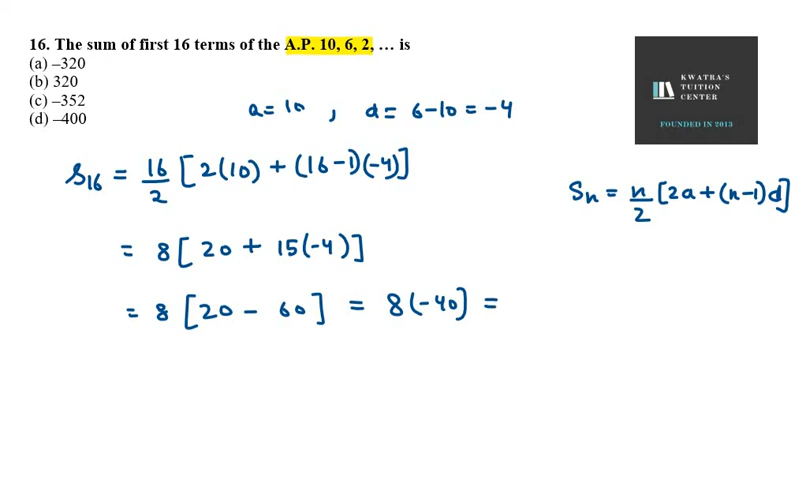 16. The sum of first 16 terms of the A.P. 10, 6, 2, … is
(a) –320
(b) 320
(c) –352
(d) –400
KWATRA'S
TUITION
CENTER
FOUNDED IN 2013
a = 10 , d = 6-10 = -4
S16 = 16/2 [2(10) + (16-1)(-4)]
Sn = n/2 [2a + (n-1)d]
= 8 [20 + 15(-4)]
= 8 [20 - 60] = 8(-40) =